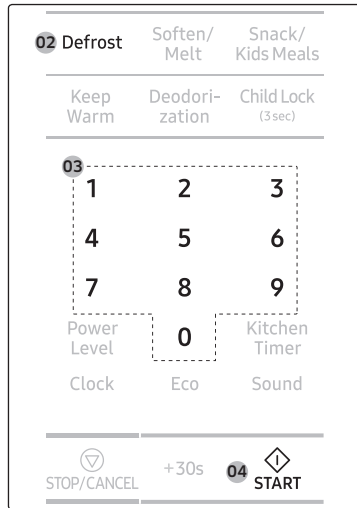 02 Defrost
Soften/
Melt
Snack/
Kids Meals
Keep
Warm
Deodori-
zation
Child Lock
(3 sec)
03
1 2 3
4 5 6
7 8 9
Power
Level
0
Kitchen
Timer
Clock Eco Sound
STOP/CANCEL
+30s
04 START